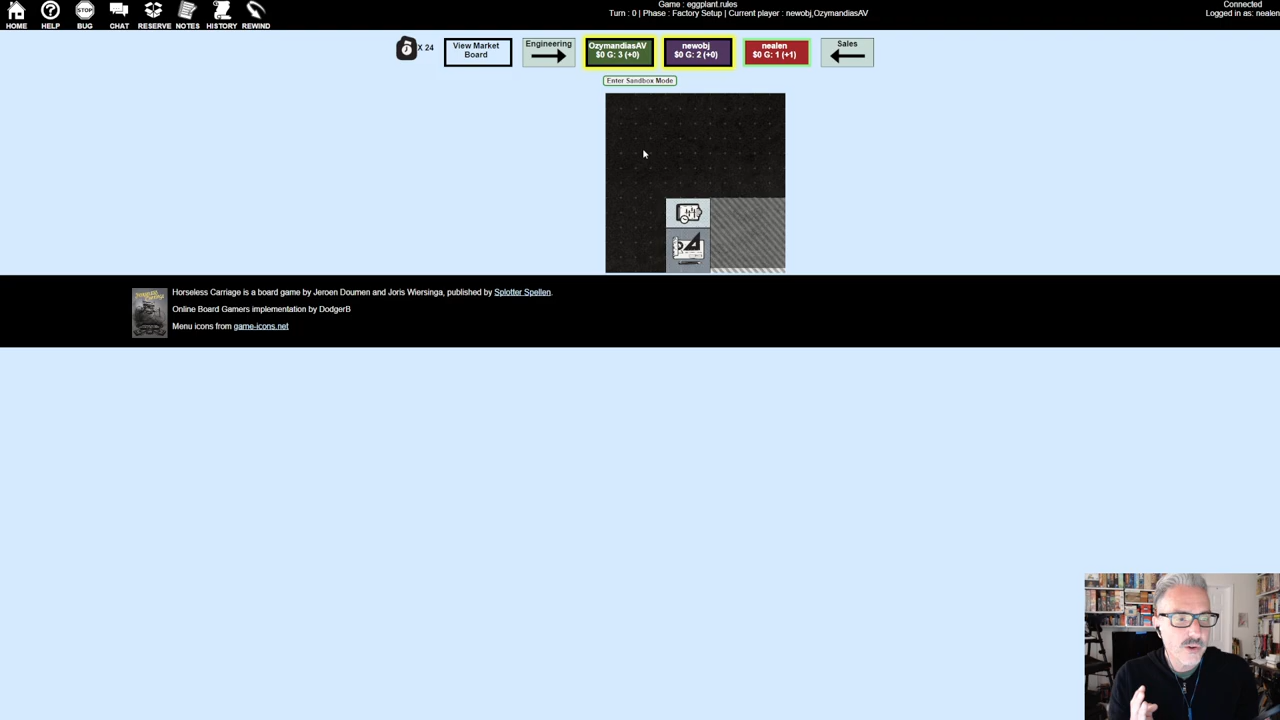 Game : eggplant.rules
Connected
Turn : 0 | Phase : Factory Setup | Current player : newobj,OzymandiasAV
Logged in as: nealen
HOME
HELP
STOP
BUG
CHAT
RESERVE
NOTES
HISTORY
REWIND
X 24
View Market
Board
Engineering
OzymandiasAV
$0 G: 3 (+0)
newobj
$0 G: 2 (+0)
nealen
$0 G: 1 (+1)
Sales
Enter Sandbox Mode
Horseless Carriage is a board game by Jeroen Doumen and Joris Wiersinga, published by Splotter Spellen.
Online Board Gamers implementation by DodgerB
Menu icons from game-icons.net